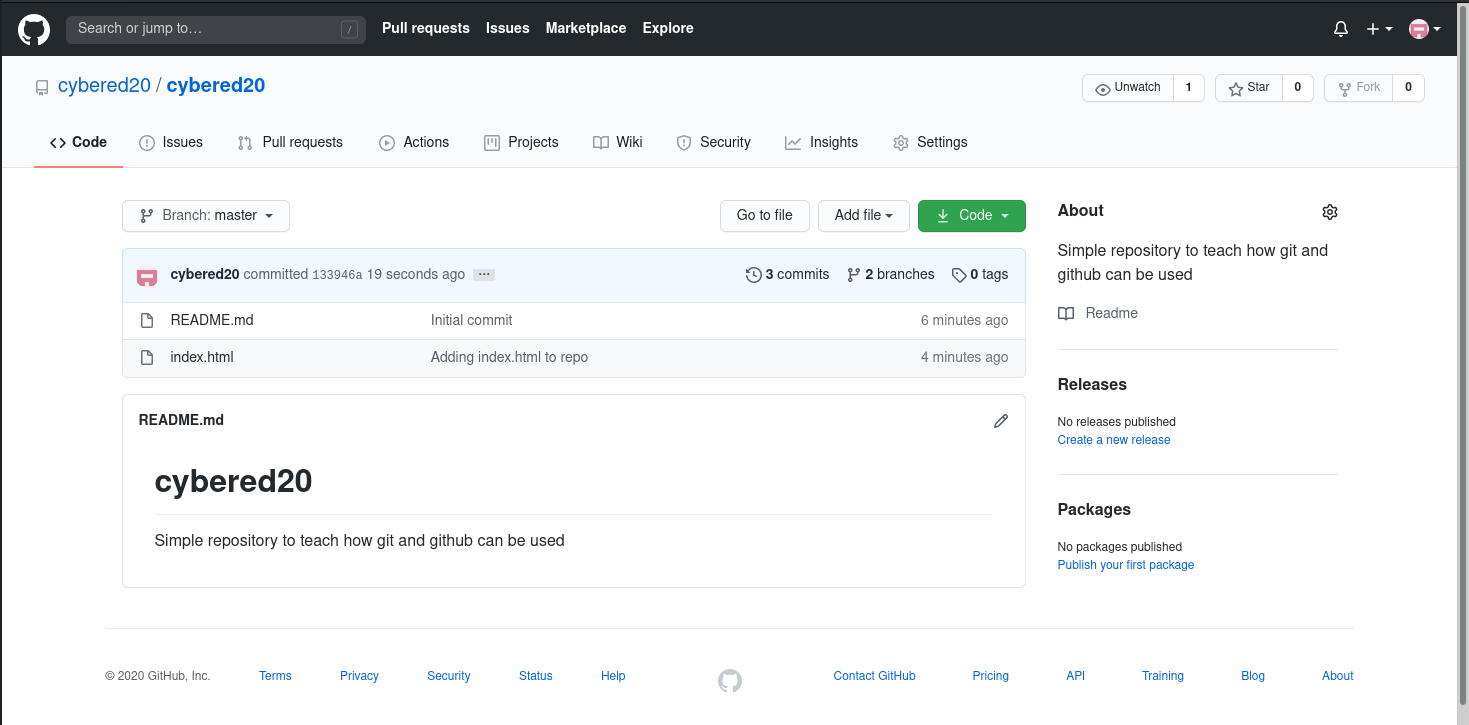 Search or jump to… / Pull requests Issues Marketplace Explore
cybered20 / cybered20 Unwatch 1 Star 0 Fork 0
Code Issues Pull requests Actions Projects Wiki Security Insights Settings
Branch: master Go to file Add file Code
cybered20 committed 133946a 19 seconds ago ... 3 commits 2 branches 0 tags
README.md Initial commit 6 minutes ago
index.html Adding index.html to repo 4 minutes ago
README.md
cybered20
Simple repository to teach how git and github can be used
About
Simple repository to teach how git and
github can be used
Readme
Releases
No releases published
Create a new release
Packages
No packages published
Publish your first package
© 2020 GitHub, Inc. Terms Privacy Security Status Help Contact GitHub Pricing API Training Blog About